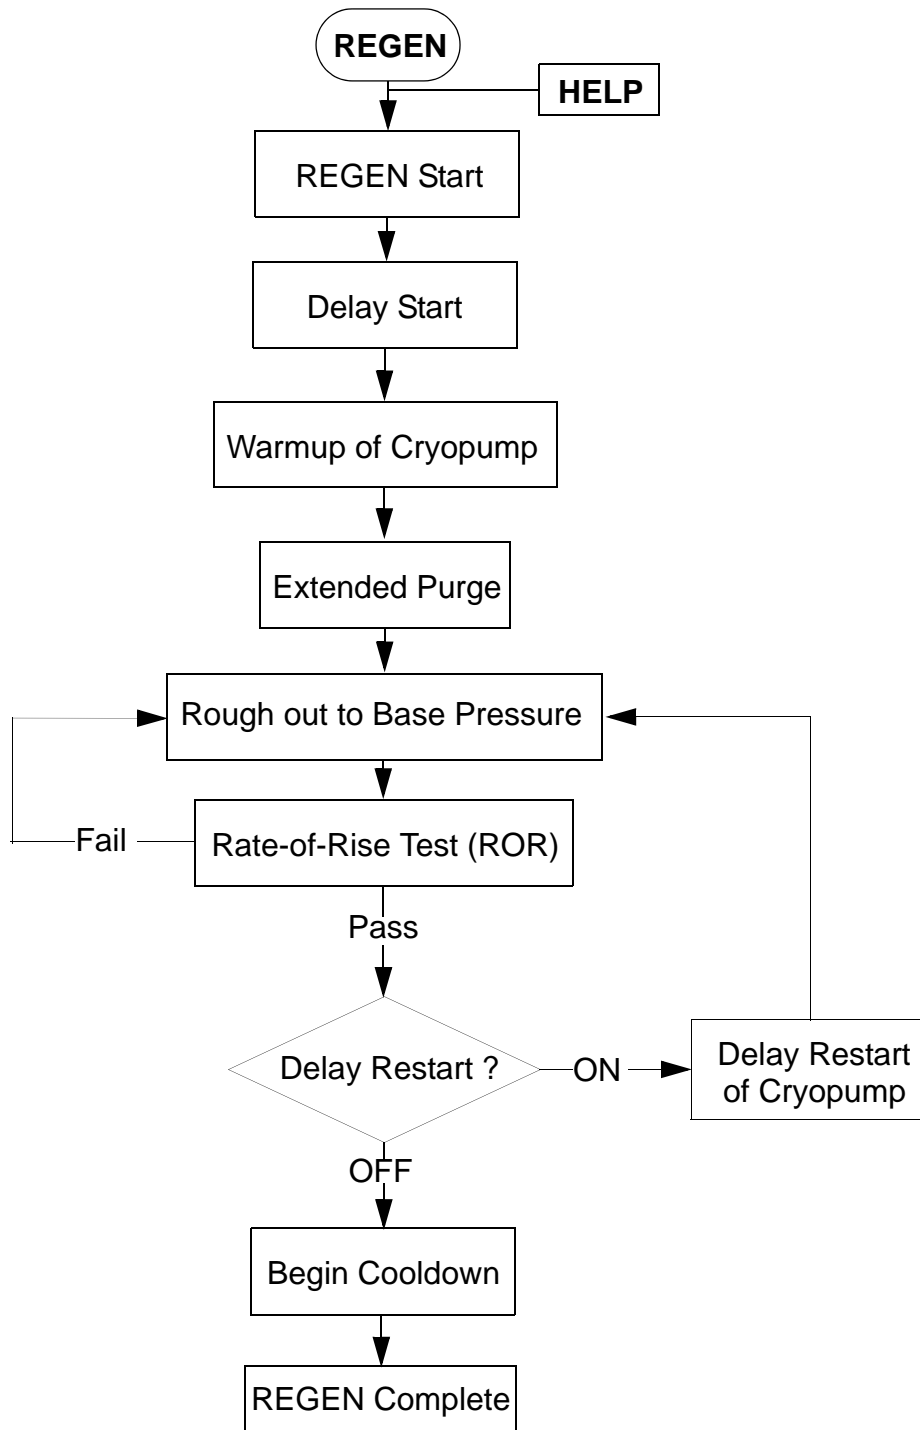 REGEN
HELP
REGEN Start
Delay Start
Warmup of Cryopump
Extended Purge
Rough out to Base Pressure
Fail
Rate-of-Rise Test (ROR)
Pass
Delay Restart ?
ON
Delay Restart
of Cryopump
OFF
Begin Cooldown
REGEN Complete